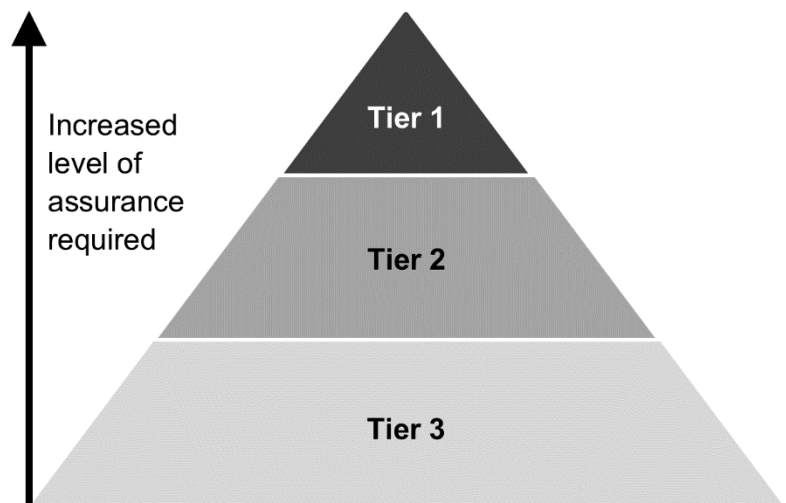 Tier 1
Increased
level of
assurance
required
Tier 2
Tier 3